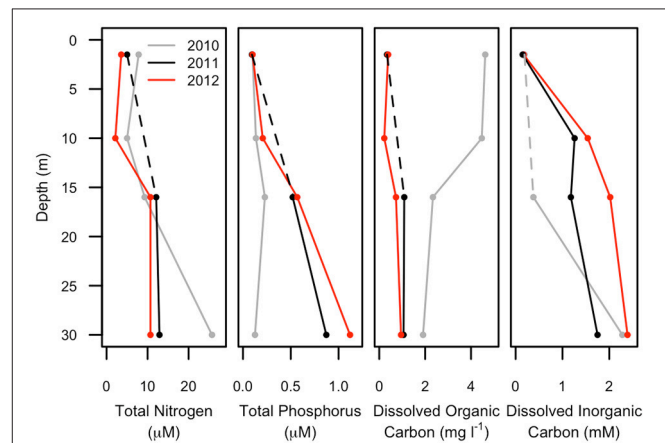 0
5
10
15
20
25
30
Depth (m)
2010
2011
2012
0 10 20
Total Nitrogen
(µM)
0.0 0.5 1.0
Total Phosphorus
(µM)
0 2 4
Dissolved Organic
Carbon (mg l⁻¹)
0 1 2
Dissolved Inorganic
Carbon (mM)